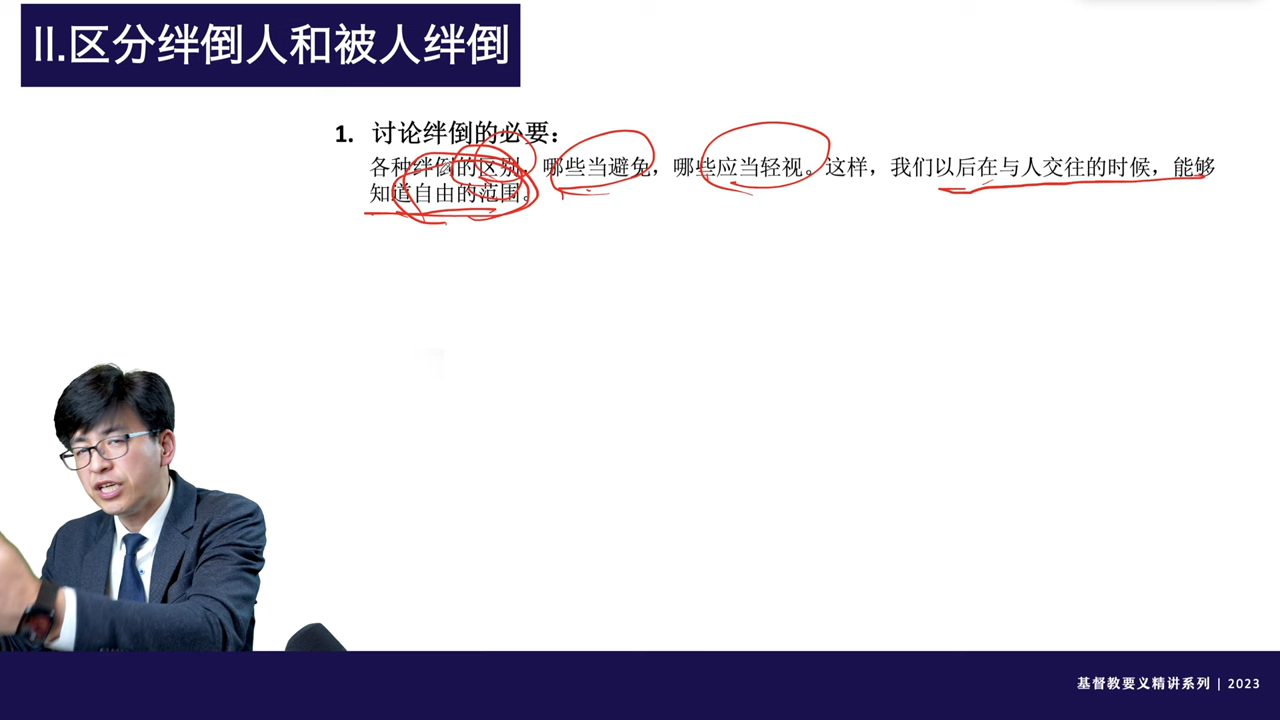 II.区分绊倒人和被人绊倒
1. 讨论绊倒的必要：
各种绊倒的区别，哪些当避免，哪些应当轻视。这样，我们以后在与人交往的时候，能够
知道自由的范围。
基督教要义精讲系列 | 2023